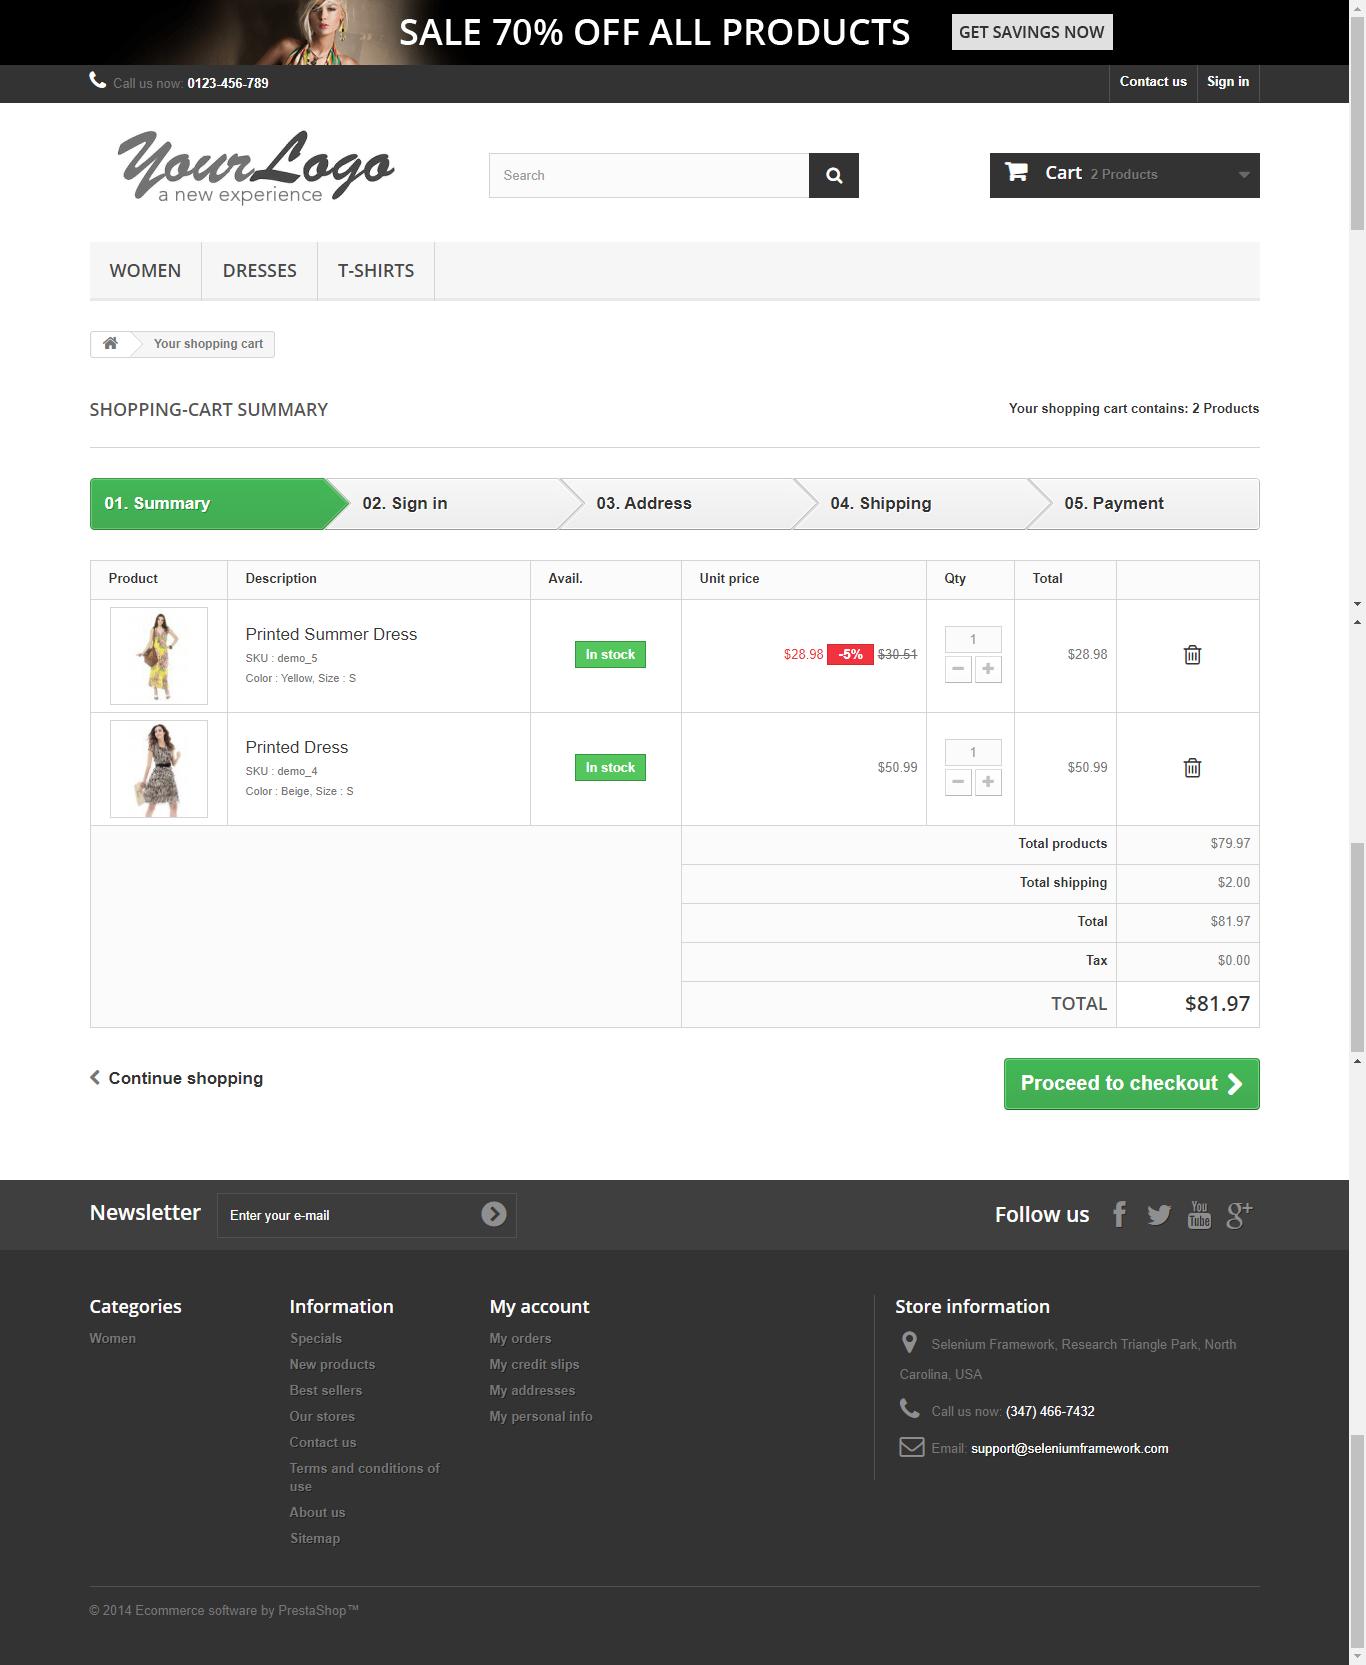 SALE 70% OFF ALL PRODUCTS GET SAVINGS NOW
Call us now: 0123-456-789 Contact us Sign in
YourLogo
a new experience
Search
Cart 2 Products
WOMEN DRESSES T-SHIRTS
Your shopping cart
SHOPPING-CART SUMMARY Your shopping cart contains: 2 Products
01. Summary 02. Sign in 03. Address 04. Shipping 05. Payment
Product Description Avail. Unit price Qty Total
Printed Summer Dress
SKU : demo_5
Color : Yellow, Size : S
In stock
$28.98 -5% $30.51
1
$28.98
Printed Dress
SKU : demo_4
Color : Beige, Size : S
In stock
$50.99
1
$50.99
Total products $79.97
Total shipping $2.00
Total $81.97
Tax $0.00
TOTAL $81.97
Continue shopping Proceed to checkout
Newsletter Enter your e-mail Follow us You Tube
Categories
Women
Information
Specials
New products
Best sellers
Our stores
Contact us
Terms and conditions of
use
About us
Sitemap
My account
My orders
My credit slips
My addresses
My personal info
Store information
Selenium Framework, Research Triangle Park, North
Carolina, USA
Call us now: (347) 466-7432
Email: support@seleniumframework.com
© 2014 Ecommerce software by PrestaShop™